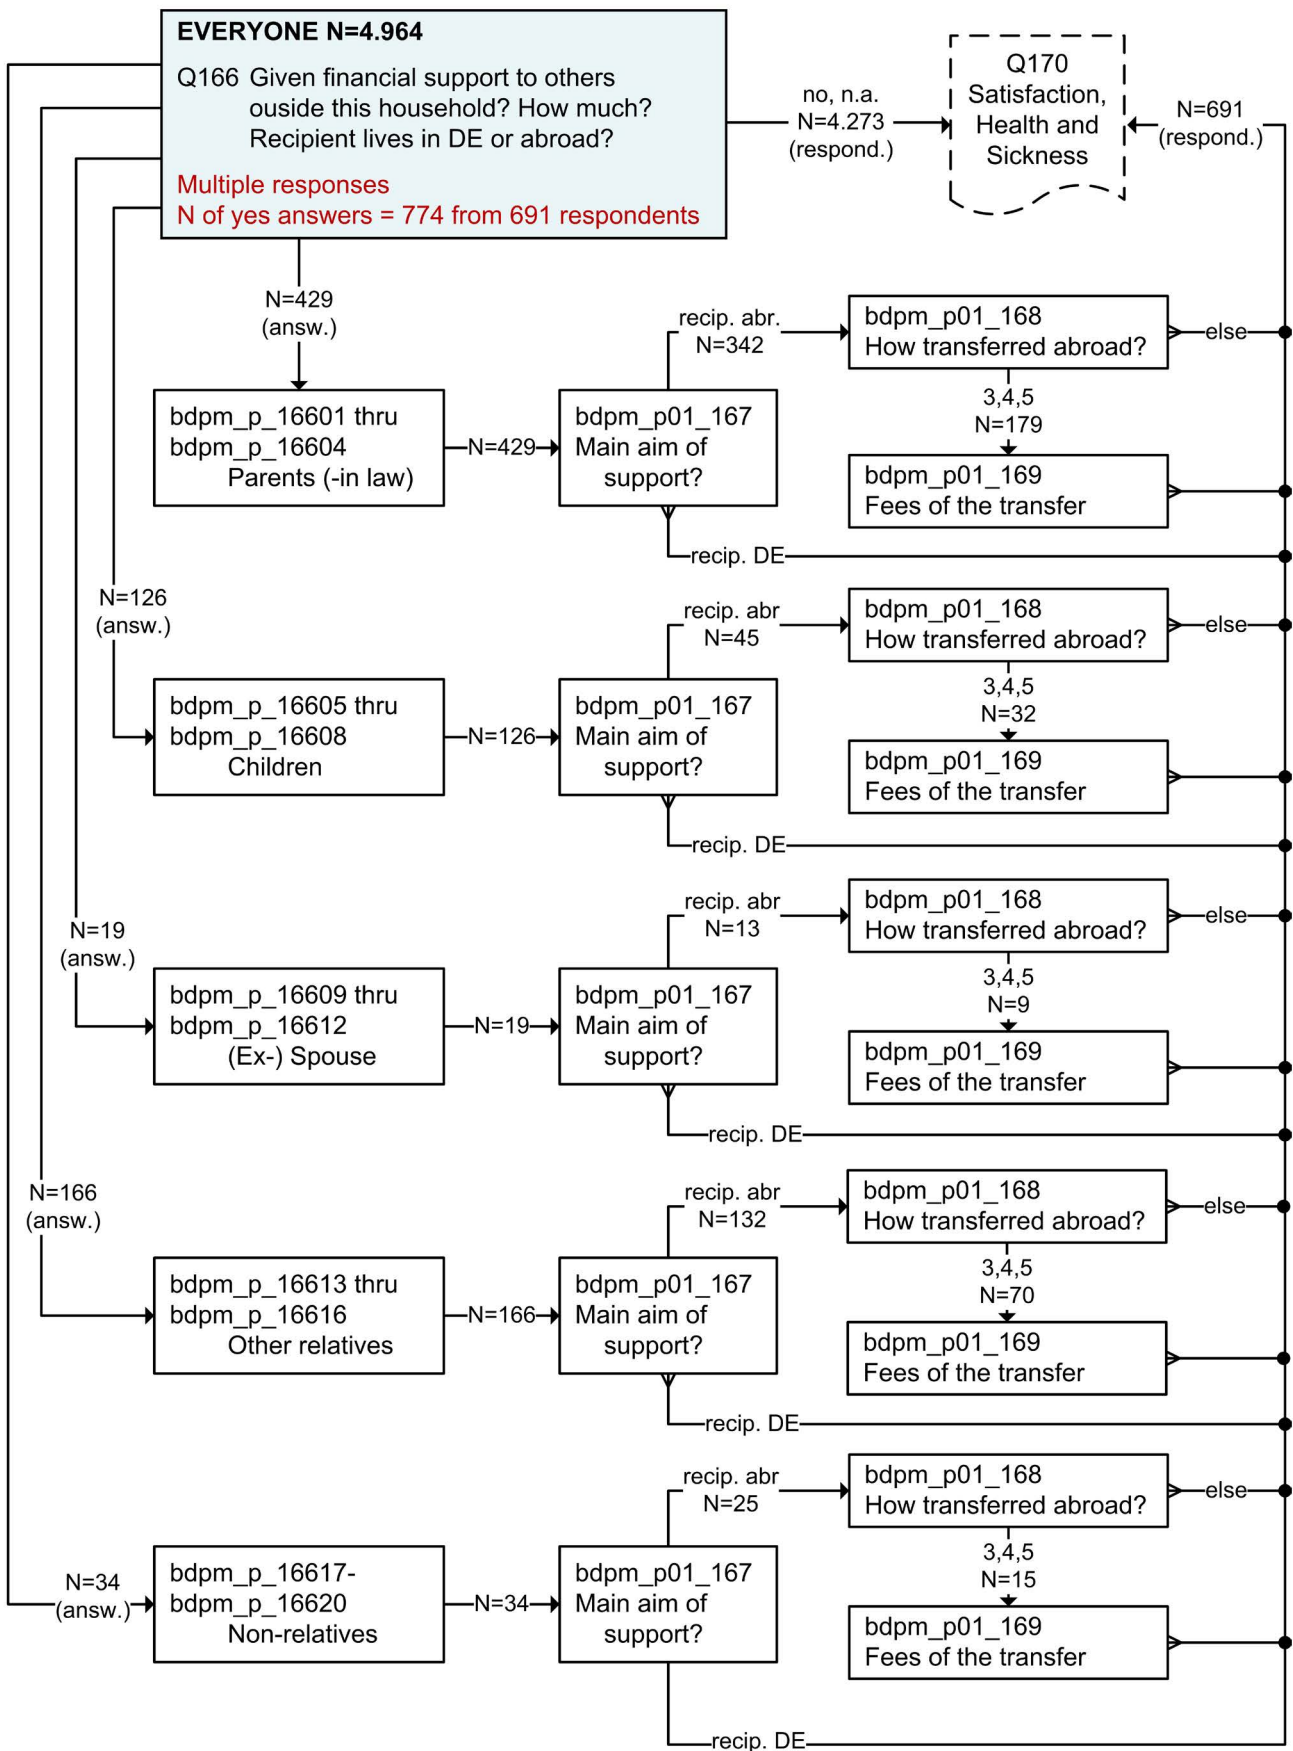 EVERYONE N=4.964
Q166 Given financial support to others
ouside this household? How much?
Recipient lives in DE or abroad?
Multiple responses
N of yes answers = 774 from 691 respondents
no, n.a.
N=4.273
(respond.)
Q170
Satisfaction,
Health and
Sickness
N=691
(respond.)
N=429
(answ.)
bdpm_p_16601 thru
bdpm_p_16604
Parents (-in law)
N=429
bdpm_p01_167
Main aim of
support?
recip. abr.
N=342
bdpm_p01_168
How transferred abroad?
else
3,4,5
N=179
bdpm_p01_169
Fees of the transfer
recip. DE
N=126
(answ.)
bdpm_p_16605 thru
bdpm_p_16608
Children
N=126
bdpm_p01_167
Main aim of
support?
recip. abr
N=45
bdpm_p01_168
How transferred abroad?
else
3,4,5
N=32
bdpm_p01_169
Fees of the transfer
recip. DE
N=19
(answ.)
bdpm_p_16609 thru
bdpm_p_16612
(Ex-) Spouse
N=19
bdpm_p01_167
Main aim of
support?
recip. abr
N=13
bdpm_p01_168
How transferred abroad?
else
3,4,5
N=9
bdpm_p01_169
Fees of the transfer
recip. DE
N=166
(answ.)
bdpm_p_16613 thru
bdpm_p_16616
Other relatives
N=166
bdpm_p01_167
Main aim of
support?
recip. abr
N=132
bdpm_p01_168
How transferred abroad?
else
3,4,5
N=70
bdpm_p01_169
Fees of the transfer
recip. DE
N=34
(answ.)
bdpm_p_16617-
bdpm_p_16620
Non-relatives
N=34
bdpm_p01_167
Main aim of
support?
recip. abr
N=25
bdpm_p01_168
How transferred abroad?
else
3,4,5
N=15
bdpm_p01_169
Fees of the transfer
recip. DE